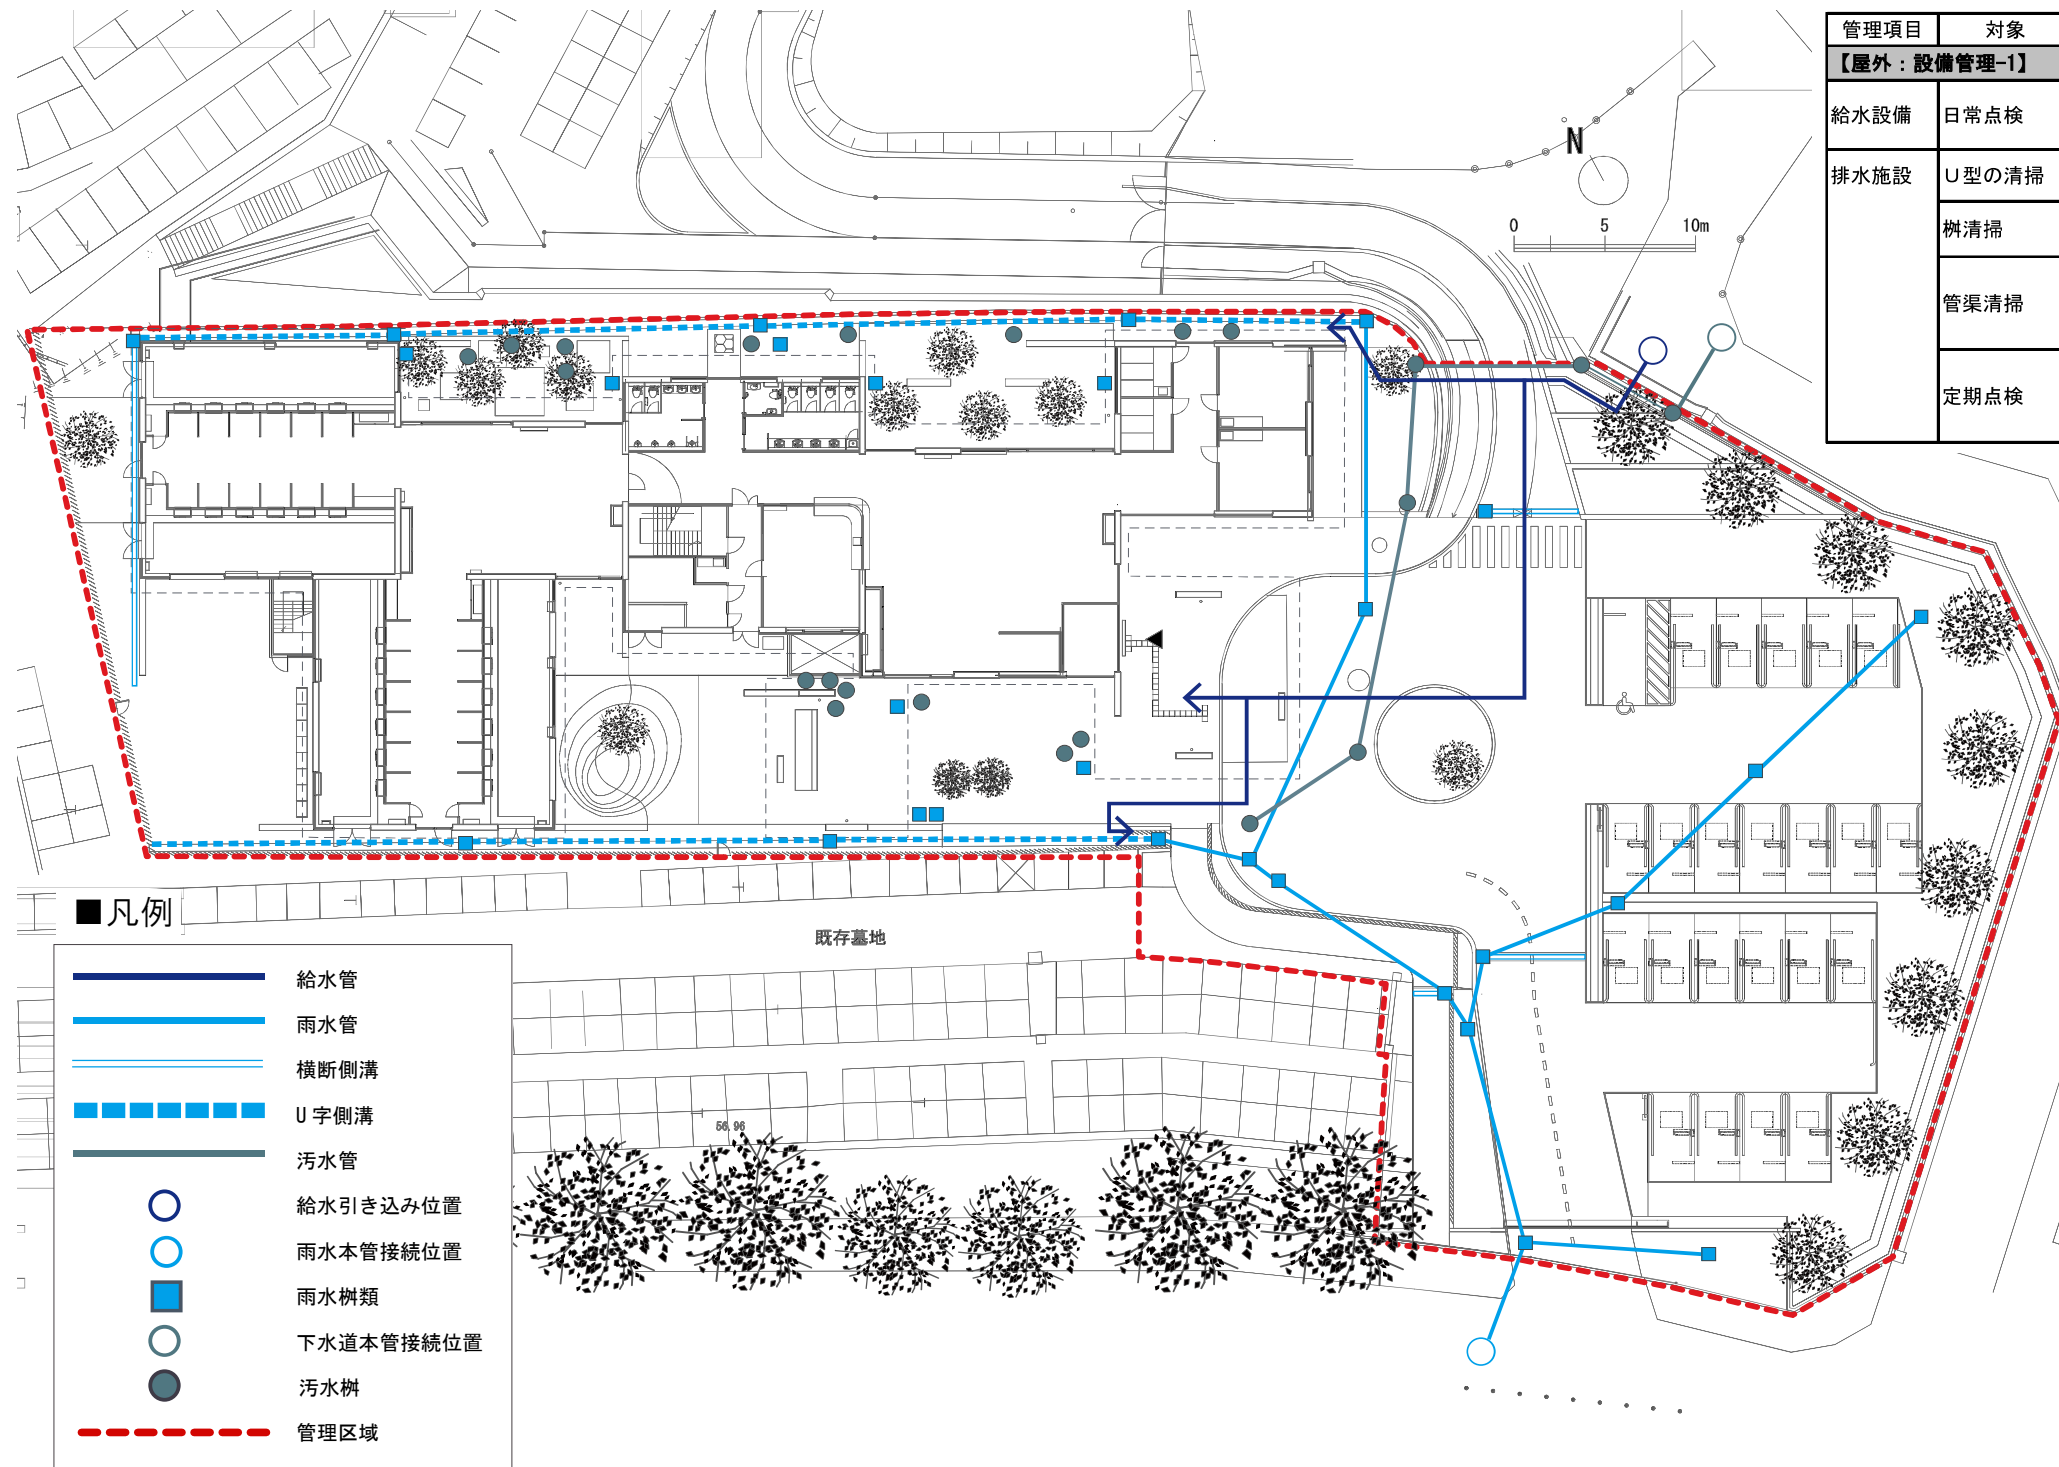 管理項目 対象
【屋外：設備管理-1】
給水設備 日常点検
排水施設 U型の清掃
桝清掃
管渠清掃
定期点検
N
0 5 10m
■凡例
給水管
雨水管
横断側溝
U字側溝
汚水管
給水引き込み位置
雨水本管接続位置
雨水桝類
下水道本管接続位置
汚水桝
管理区域
既存墓地
56.96